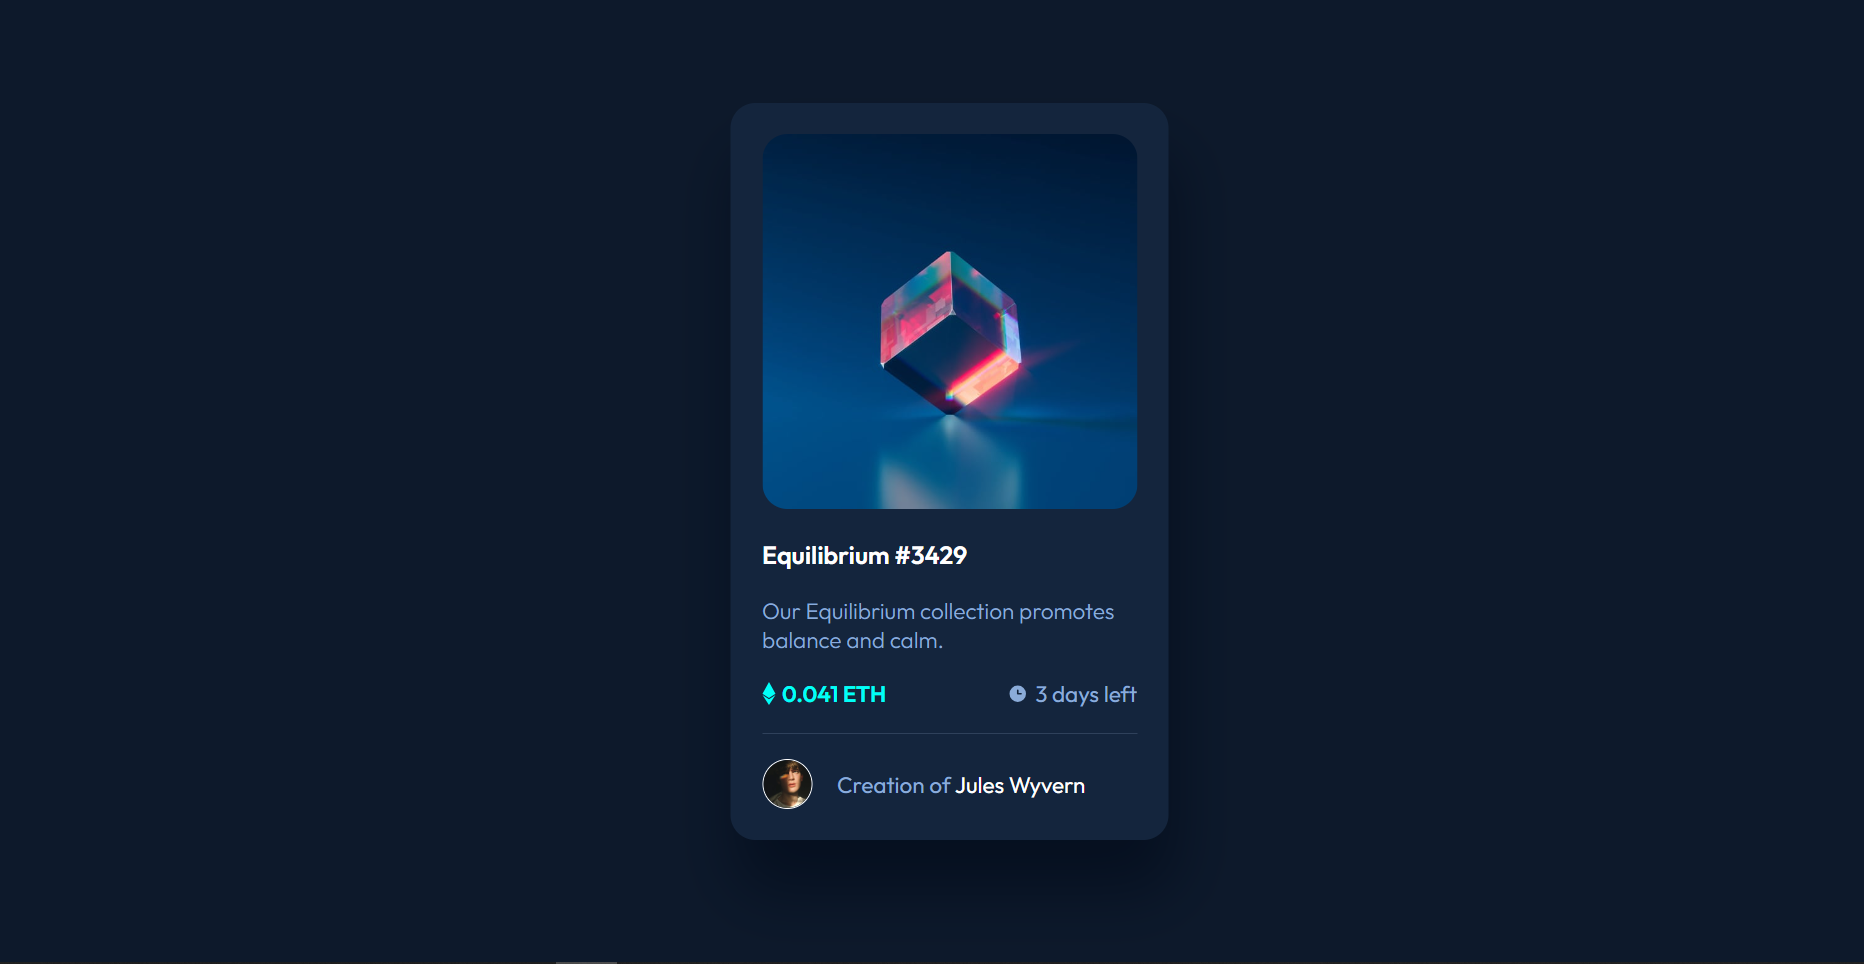 Equilibrium #3429
Our Equilibrium collection promotes
balance and calm.
0.041 ETH 3 days left
Creation of Jules Wyvern